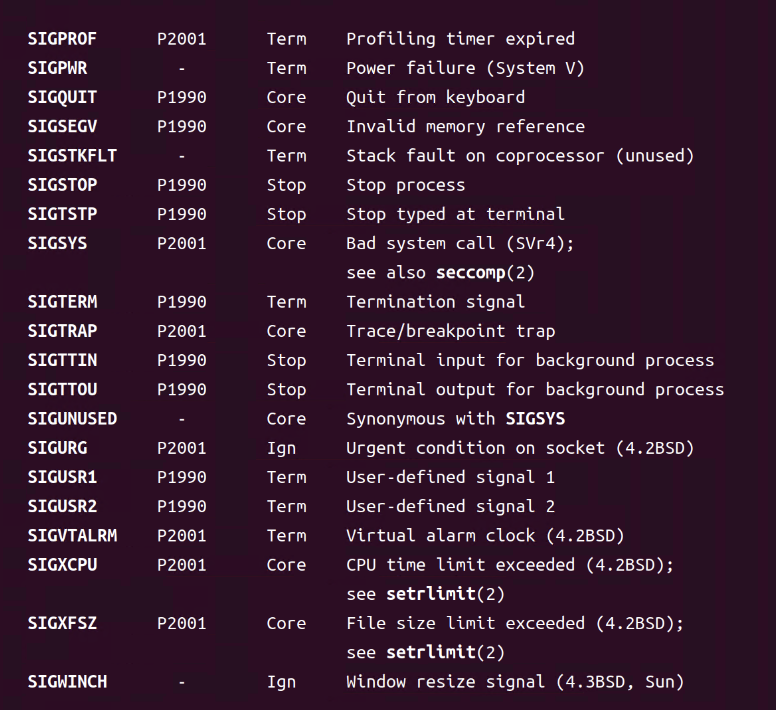 SIGPROF P2001 Term Profiling timer expired
SIGPWR - Term Power failure (System V)
SIGQUIT P1990 Core Quit from keyboard
SIGSEGV P1990 Core Invalid memory reference
SIGSTKFLT - Term Stack fault on coprocessor (unused)
SIGSTOP P1990 Stop Stop process
SIGTSTP P1990 Stop Stop typed at terminal
SIGSYS P2001 Core Bad system call (SVr4);
see also seccomp(2)
SIGTERM P1990 Term Termination signal
SIGTRAP P2001 Core Trace/breakpoint trap
SIGTTIN P1990 Stop Terminal input for background process
SIGTTOU P1990 Stop Terminal output for background process
SIGUNUSED - Core Synonymous with SIGSYS
SIGURG P2001 Ign Urgent condition on socket (4.2BSD)
SIGUSR1 P1990 Term User-defined signal 1
SIGUSR2 P1990 Term User-defined signal 2
SIGVTALRM P2001 Term Virtual alarm clock (4.2BSD)
SIGXCPU P2001 Core CPU time limit exceeded (4.2BSD);
see setrlimit(2)
SIGXFSZ P2001 Core File size limit exceeded (4.2BSD);
see setrlimit(2)
SIGWINCH - Ign Window resize signal (4.3BSD, Sun)